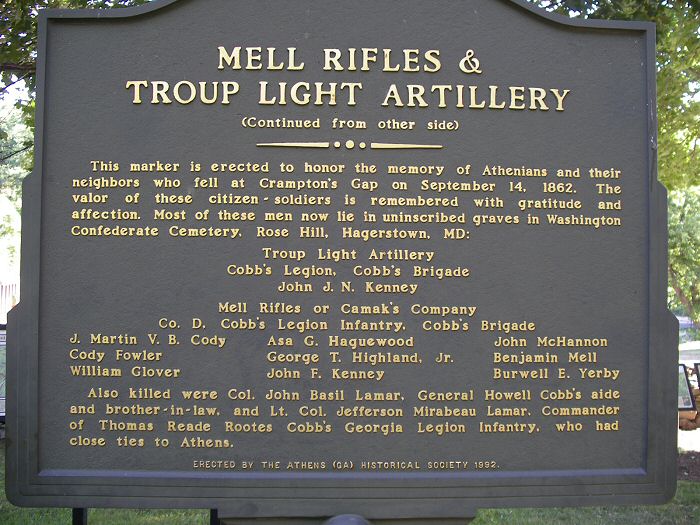 MELL RIFLES &
TROUP LIGHT ARTILLERY
(Continued from other side)
This marker is erected to honor the memory of Athenians and their
neighbors who fell at Crampton's Gap on September 14, 1862. The
valor of these citizen-soldiers is remembered with gratitude and
affection. Most of these men now lie in uninscribed graves in Washington
Confederate Cemetery, Rose Hill, Hagerstown, MD:
Troup Light Artillery
Cobb's Legion, Cobb's Brigade
John J. N. Kenney
Mell Rifles or Camak's Company
Co. D, Cobb's Legion Infantry, Cobb's Brigade
J. Martin V. B. Cody Asa G. Haguewood John McHannon
Cody Fowler George T. Highland, Jr. Benjamin Mell
William Glover John F. Kenney Burwell E. Yerby
Also killed were Col. John Basil Lamar, General Howell Cobb's aide
and brother-in-law, and Lt. Col. Jefferson Mirabeau Lamar, Commander
of Thomas Reade Rootes Cobb's Georgia Legion Infantry, who had
close ties to Athens.
ERECTED BY THE ATHENS (GA) HISTORICAL SOCIETY 1992.